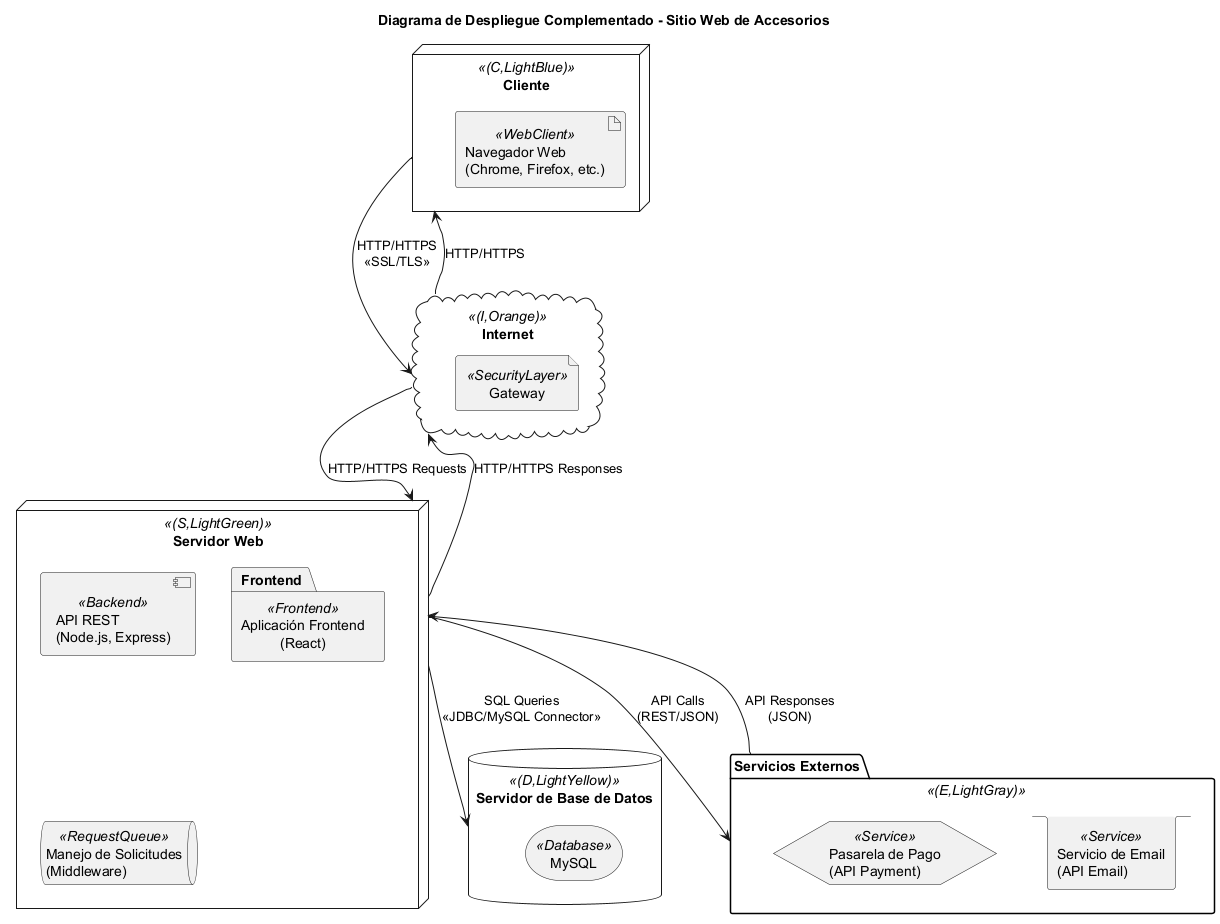 Diagrama de Despliegue Complementado - Sitio Web de Accesorios
«(C,LightBlue)»
Cliente
«WebClient»
Navegador Web
(Chrome, Firefox, etc.)
HTTP/HTTPS
«SSL/TLS»
HTTP/HTTPS
«(I,Orange)»
Internet
«SecurityLayer»
Gateway
HTTP/HTTPS Requests
HTTP/HTTPS Responses
«(S,LightGreen)»
Servidor Web
«Backend»
API REST
(Node.js, Express)
Frontend
«Frontend»
Aplicación Frontend
(React)
SQL Queries
«JDBC/MySQL Connector»
API Calls
(REST/JSON)
API Responses
(JSON)
«RequestQueue»
Manejo de Solicitudes
(Middleware)
«(D,LightYellow)»
Servidor de Base de Datos
«Database»
MySQL
Servicios Externos
«(E,LightGray)»
«Service»
Pasarela de Pago
(API Payment)
«Service»
Servicio de Email
(API Email)